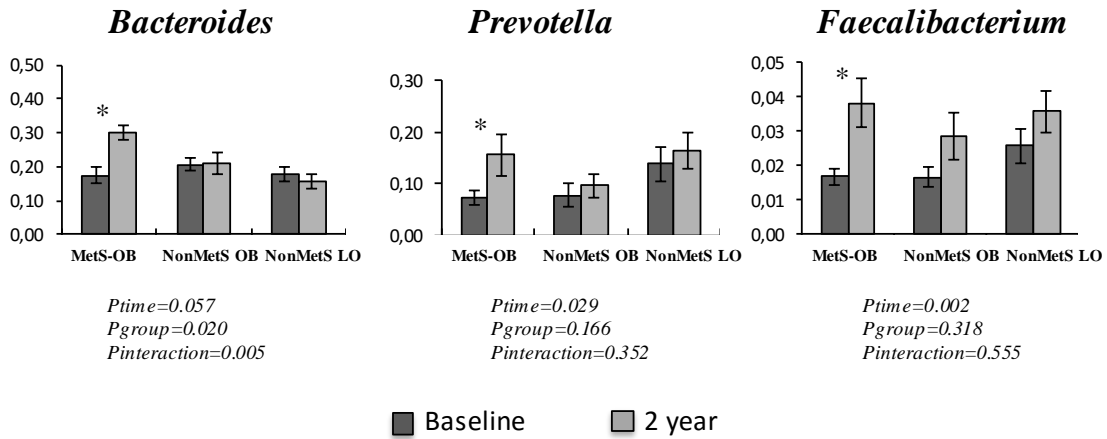 Bacteroides
0,50
0,40
0,30
0,20
0,10
0,00
*
MetS-OB NonMetS OB NonMetS LO
Ptime=0.057
Pgroup=0.020
Pinteraction=0.005
Prevotella
0,30
0,20
0,10
0,00
*
MetS-OB NonMetS OB NonMetS LO
Ptime=0.029
Pgroup=0.166
Pinteraction=0.352
Faecalibacterium
0,05
0,04
0,03
0,02
0,01
0,00
*
MetS-OB NonMetS OB NonMetS LO
Ptime=0.002
Pgroup=0.318
Pinteraction=0.555
Baseline 2 year